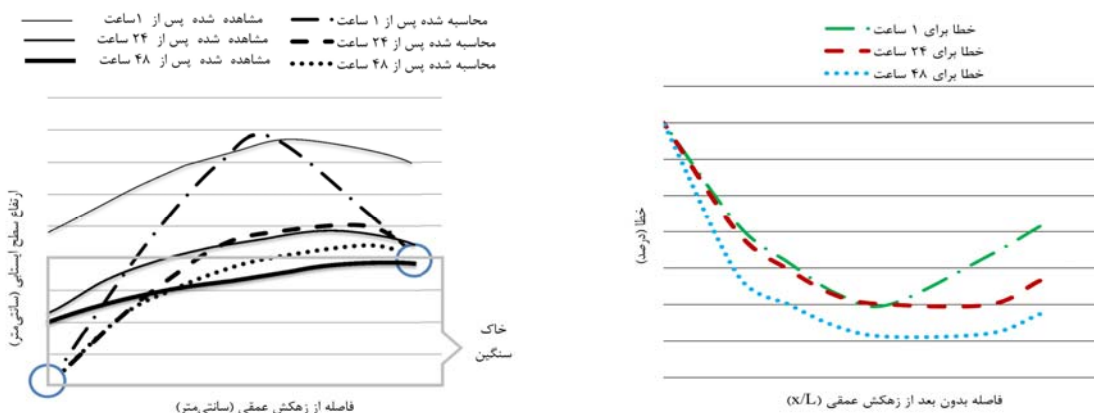 مشاهده شده پس از ۱ساعت
مشاهده شده پس از ۲۴ ساعت
مشاهده شده پس از ۴۸ ساعت
محاسبه شده پس از ۱ ساعت
محاسبه شده پس از ۲۴ ساعت
محاسبه شده پس از ۴۸ ساعت
ارتفاع سطح ایستابی (سانتی‌متر)
خاک
سنگین
فاصله از زهکش عمقی (سانتی‌متر)
خطا برای ۱ ساعت
خطا برای ۲۴ ساعت
خطا برای ۴۸ ساعت
خطا (درصد)
فاصله بدون بعد از زهکش عمقی (x/L)